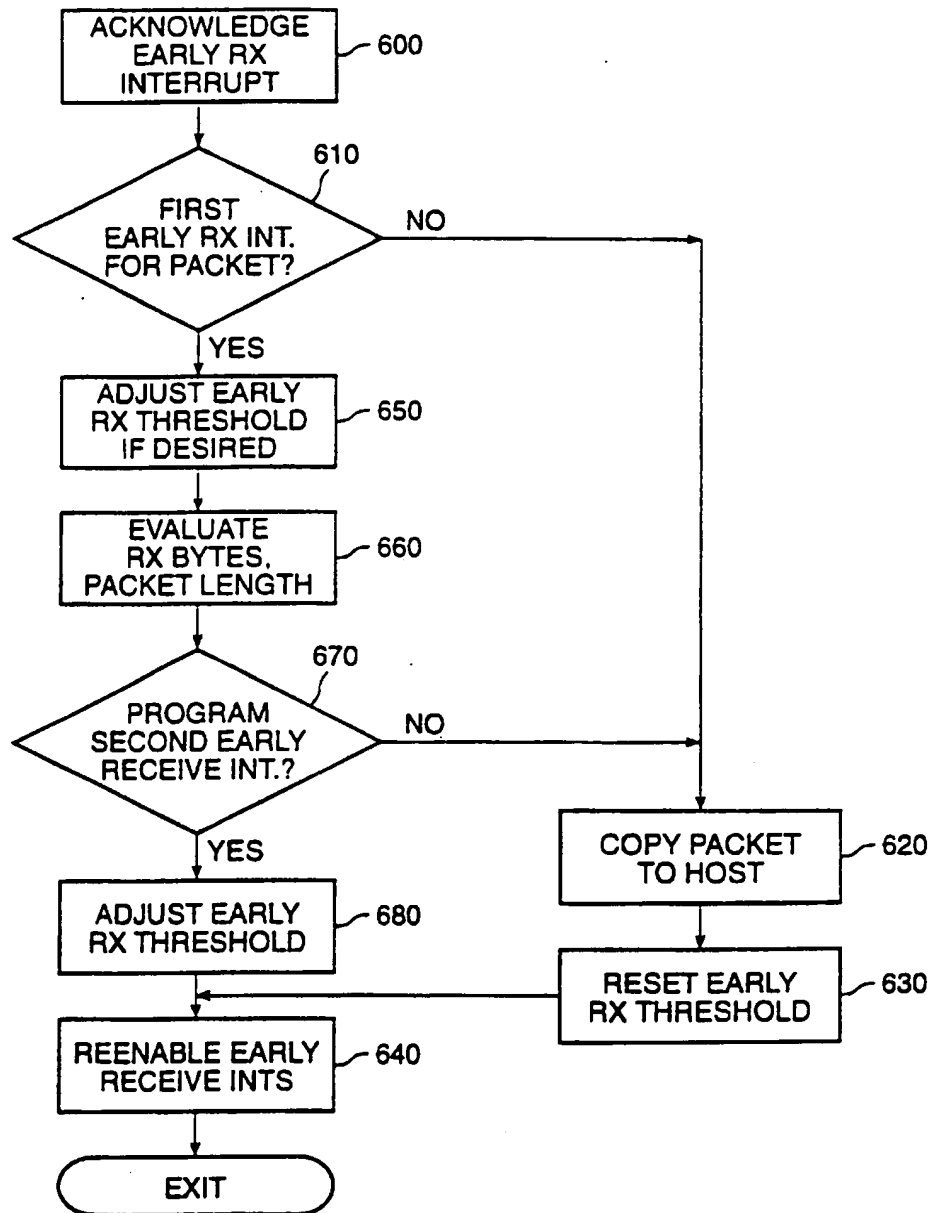 ACKNOWLEDGE
EARLY RX
INTERRUPT
600
610
FIRST
EARLY RX INT.
FOR PACKET?
NO
YES
ADJUST EARLY
RX THRESHOLD
IF DESIRED
650
EVALUATE
RX BYTES,
PACKET LENGTH
660
670
PROGRAM
SECOND EARLY
RECEIVE INT.?
NO
YES
COPY PACKET
TO HOST
620
ADJUST EARLY
RX THRESHOLD
680
RESET EARLY
RX THRESHOLD
630
REENABLE EARLY
RECEIVE INTS
640
EXIT